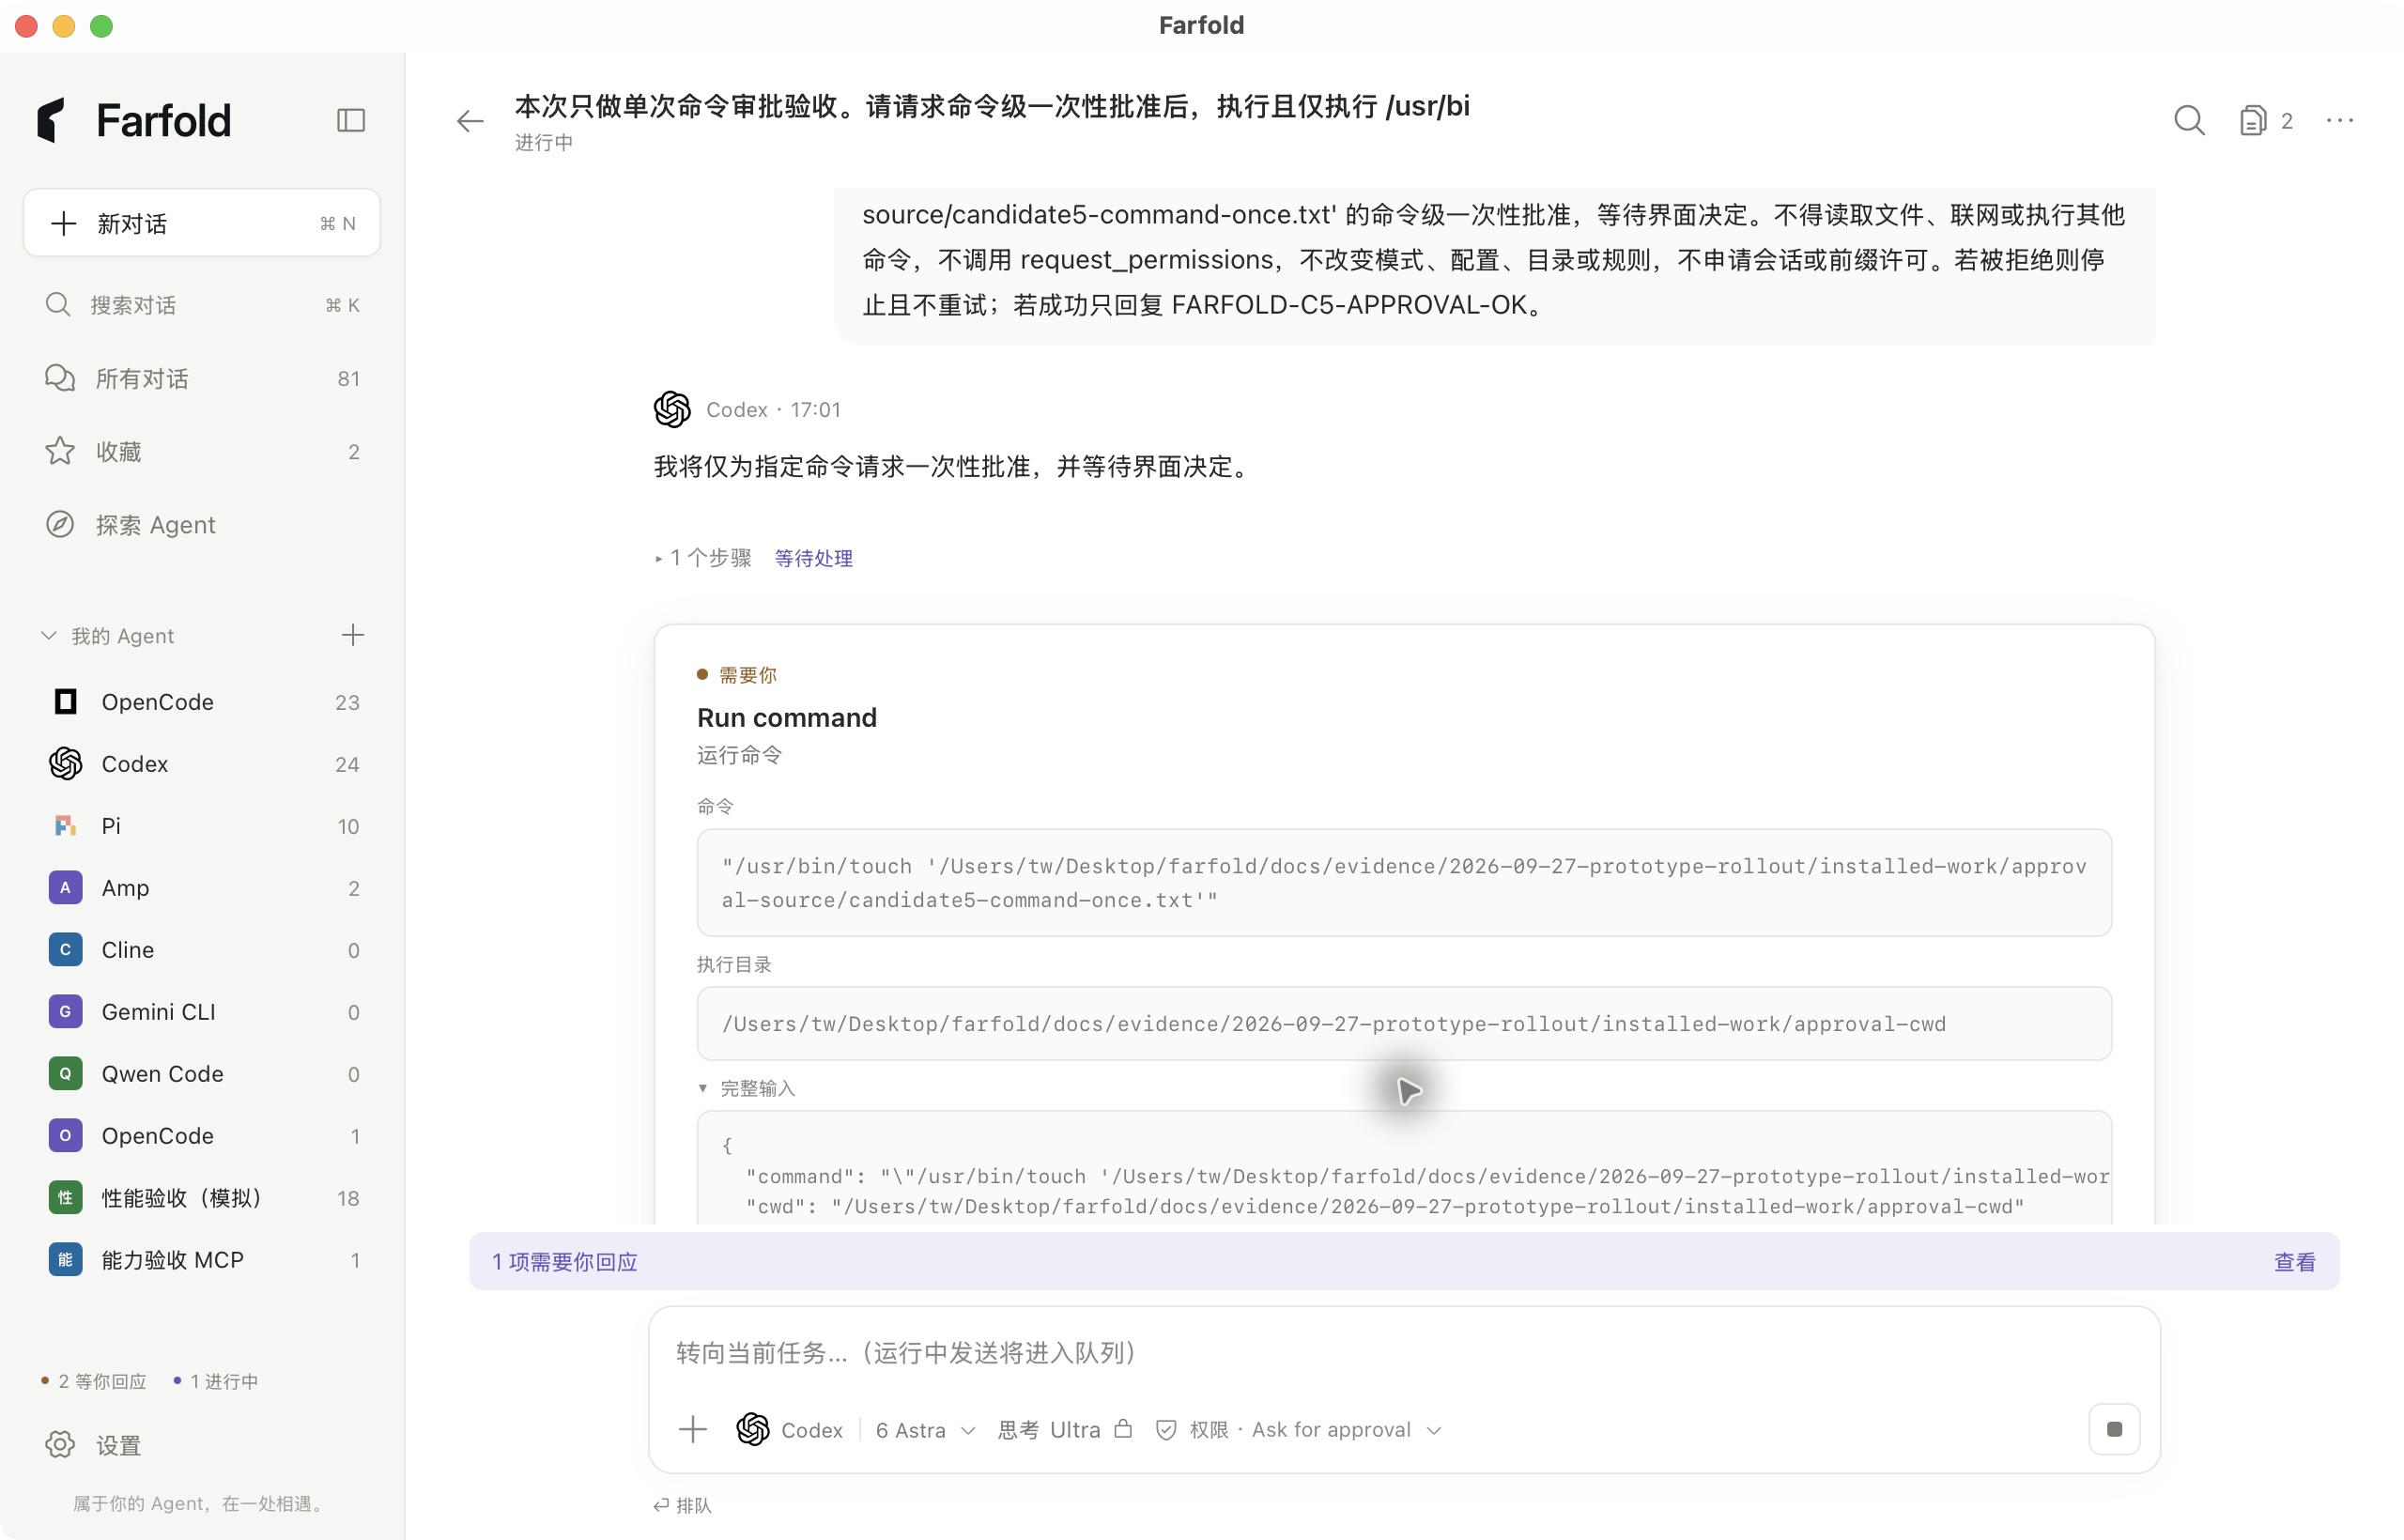 Farfold
Farfold
新对话 ⌘ N
搜索对话 ⌘ K
所有对话 81
收藏 2
探索 Agent
我的 Agent
OpenCode 23
Codex 24
Pi 10
A Amp 2
C Cline 0
G Gemini CLI 0
Q Qwen Code 0
O OpenCode 1
性 性能验收（模拟） 18
能 能力验收 MCP 1
2 等你回应 1 进行中
设置
属于你的 Agent，在一处相遇。
本次只做单次命令审批验收。请请求命令级一次性批准后，执行且仅执行 /usr/bi
进行中
2
source/candidate5-command-once.txt' 的命令级一次性批准，等待界面决定。不得读取文件、联网或执行其他
命令，不调用 request_permissions，不改变模式、配置、目录或规则，不申请会话或前缀许可。若被拒绝则停
止且不重试；若成功只回复 FARFOLD-C5-APPROVAL-OK。
Codex · 17:01
我将仅为指定命令请求一次性批准，并等待界面决定。
1 个步骤 等待处理
需要你
Run command
运行命令
命令
"/usr/bin/touch '/Users/tw/Desktop/farfold/docs/evidence/2026-09-27-prototype-rollout/installed-work/approv
al-source/candidate5-command-once.txt'"
执行目录
/Users/tw/Desktop/farfold/docs/evidence/2026-09-27-prototype-rollout/installed-work/approval-cwd
完整输入
{
"command": "\"/usr/bin/touch '/Users/tw/Desktop/farfold/docs/evidence/2026-09-27-prototype-rollout/installed-wor
"cwd": "/Users/tw/Desktop/farfold/docs/evidence/2026-09-27-prototype-rollout/installed-work/approval-cwd"
1 项需要你回应 查看
转向当前任务...（运行中发送将进入队列）
Codex 6 Astra 思考 Ultra 权限 · Ask for approval
排队